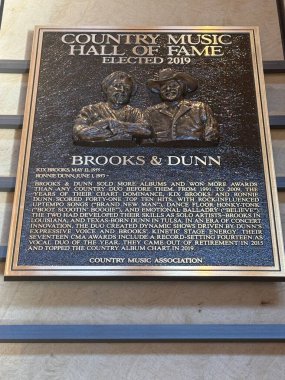 COUNTRY MUSIC
HALL OF FAME
ELECTED 2019
BROOKS & DUNN
KIX BROOKS, MAY 12, 1955 -
RONNIE DUNN, JUNE 1, 1953 -
BROOKS & DUNN SOLD MORE ALBUMS AND WON MORE AWARDS
THAN ANY COUNTRY DUO BEFORE THEM. FROM 1991 TO 2009, THE
YEARS OF THEIR CHART DOMINANCE, KIX BROOKS AND RONNIE
DUNN SCORED FORTY-ONE TOP TEN HITS, WITH ROCK-INFLUENCED
UPTEMPO SONGS ("BRAND NEW MAN"), DANCE FLOOR HONKY-TONK
("BOOT SCOOTIN' BOOGIE"), AND EMOTIONAL BALLADS ("BELIEVE").
THE TWO HAD DEVELOPED THEIR SKILLS AS SOLO ARTISTS—BROOKS IN
LOUISIANA, AND TEXAS-BORN DUNN IN TULSA. IN AN ERA OF CONCERT
INNOVATION, THE DUO CREATED DYNAMIC SHOWS DRIVEN BY DUNN'S
EXPRESSIVE VOICE AND BROOKS' KINETIC STAGE ENERGY. THEIR
SEVENTEEN CMA AWARDS INCLUDE A RECORD-SETTING FOURTEEN AS
VOCAL DUO OF THE YEAR. THEY CAME OUT OF RETIREMENT IN 2015
AND TOPPED THE COUNTRY ALBUM CHART IN 2019.
COUNTRY MUSIC ASSOCIATION